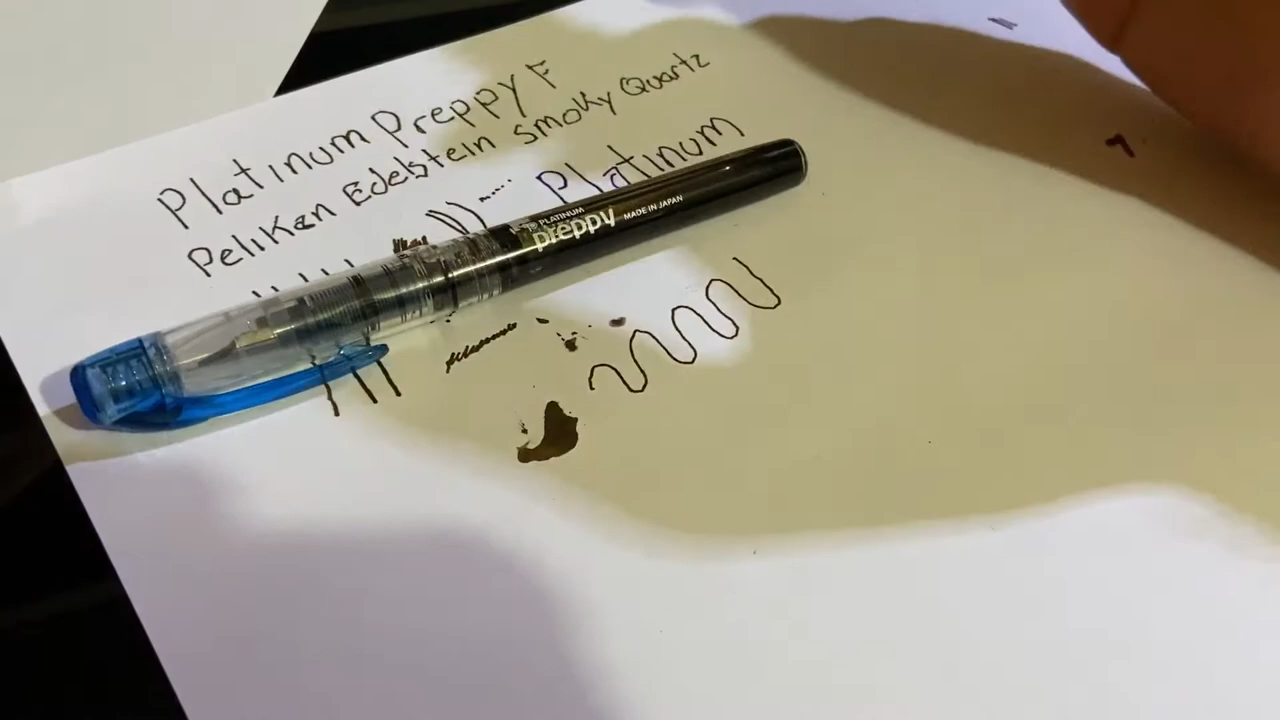 Platinum Preppy F
Pelikan Edelstein Smoky Quartz
Platinum
PLATINUM
preppy MADE IN JAPAN